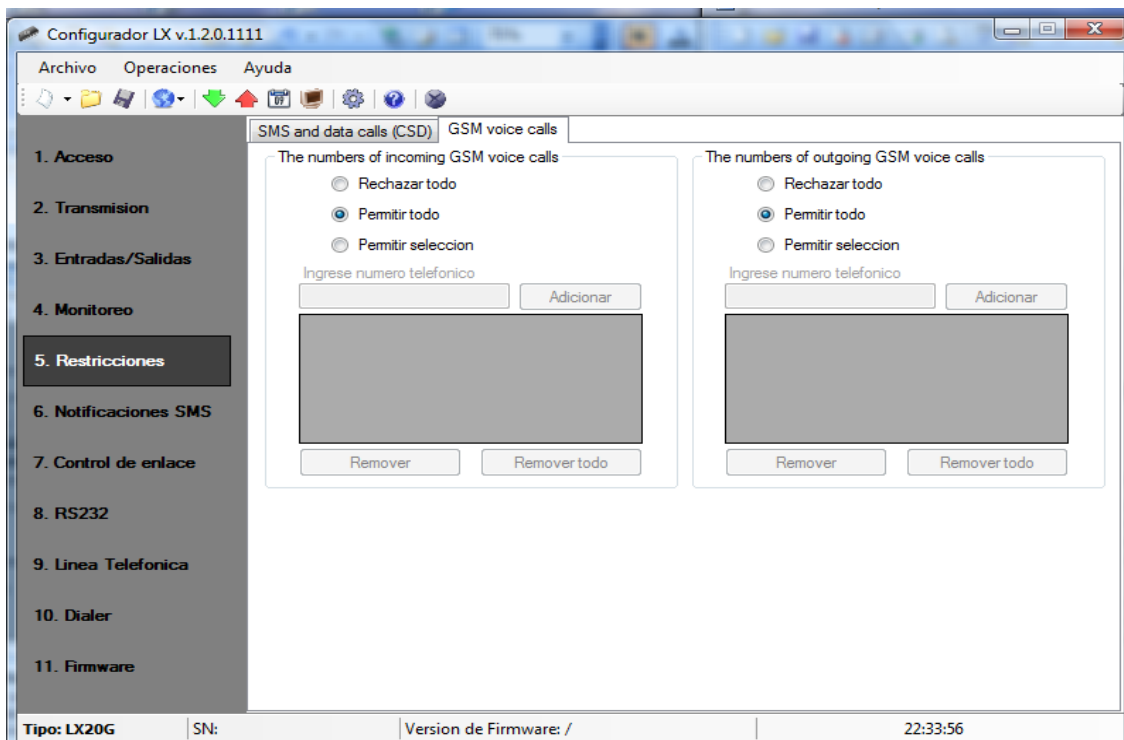 Configurador LX v.1.2.0.1111
Archivo Operaciones Ayuda
SMS and data calls (CSD) GSM voice calls
1. Acceso
2. Transmision
3. Entradas/Salidas
4. Monitoreo
5. Restricciones
6. Notificaciones SMS
7. Control de enlace
8. RS232
9. Linea Telefonica
10. Dialer
11. Firmware
The numbers of incoming GSM voice calls
Rechazar todo
Permitir todo
Permitir seleccion
Ingrese numero telefonico
Adicionar
Remover Remover todo
The numbers of outgoing GSM voice calls
Rechazar todo
Permitir todo
Permitir seleccion
Ingrese numero telefonico
Adicionar
Remover Remover todo
Tipo: LX20G SN: Version de Firmware: / 22:33:56